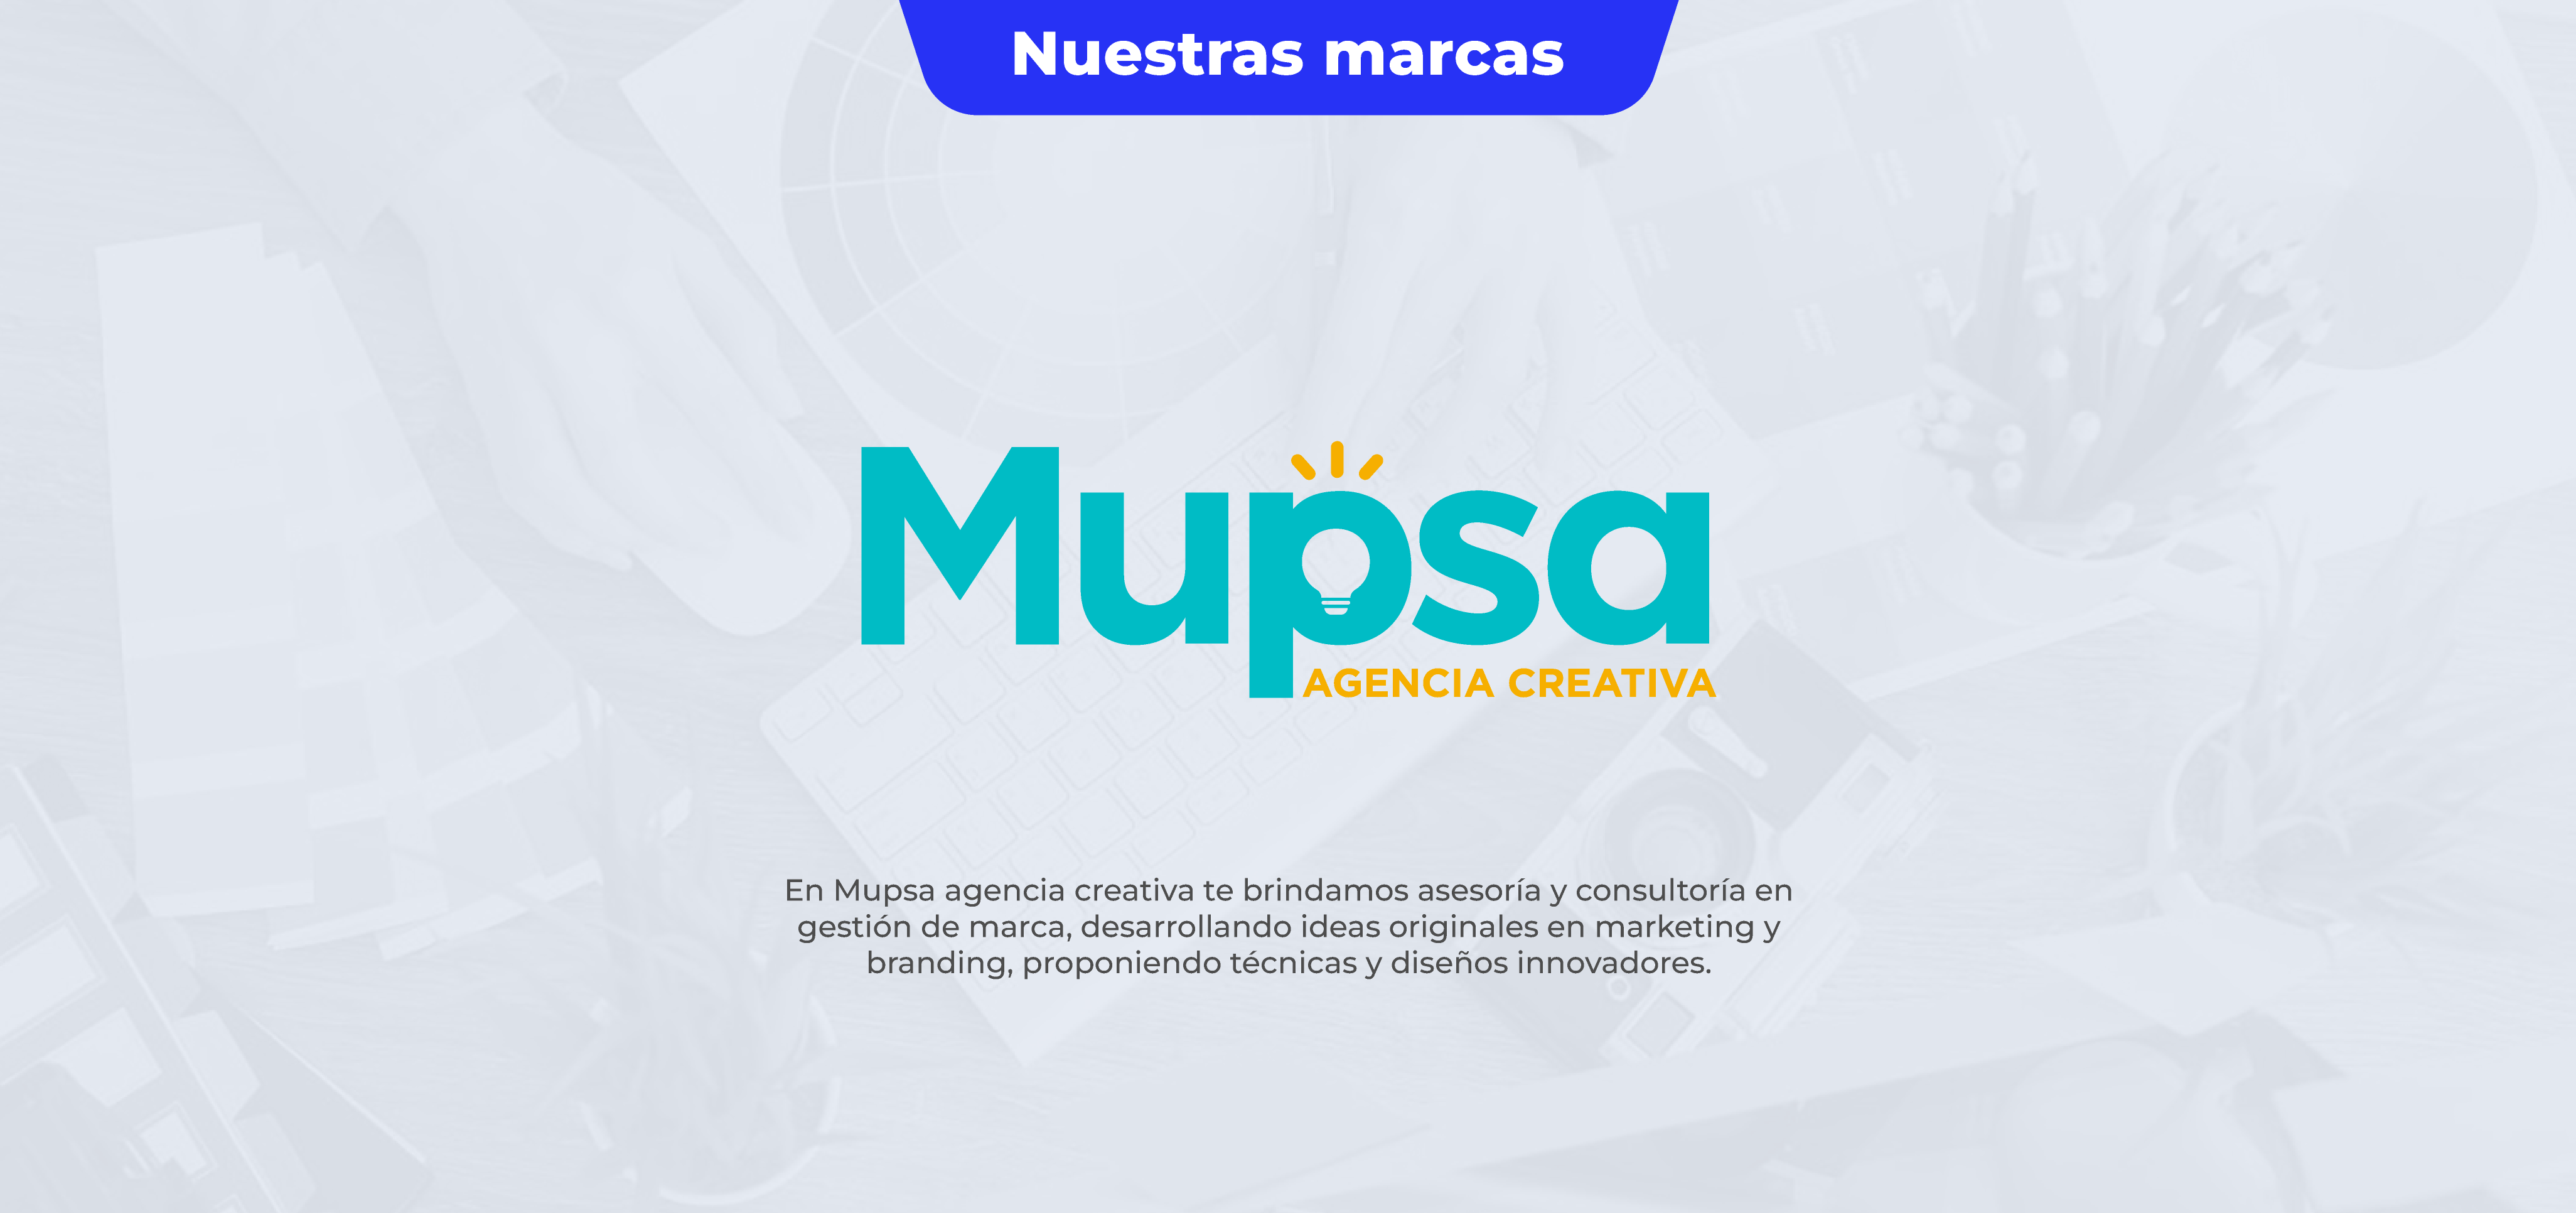 Nuestras marcas
Mupsa
AGENCIA CREATIVA
En Mupsa agencia creativa te brindamos asesoría y consultoría en
gestión de marca, desarrollando ideas originales en marketing y
branding, proponiendo técnicas y diseños innovadores.